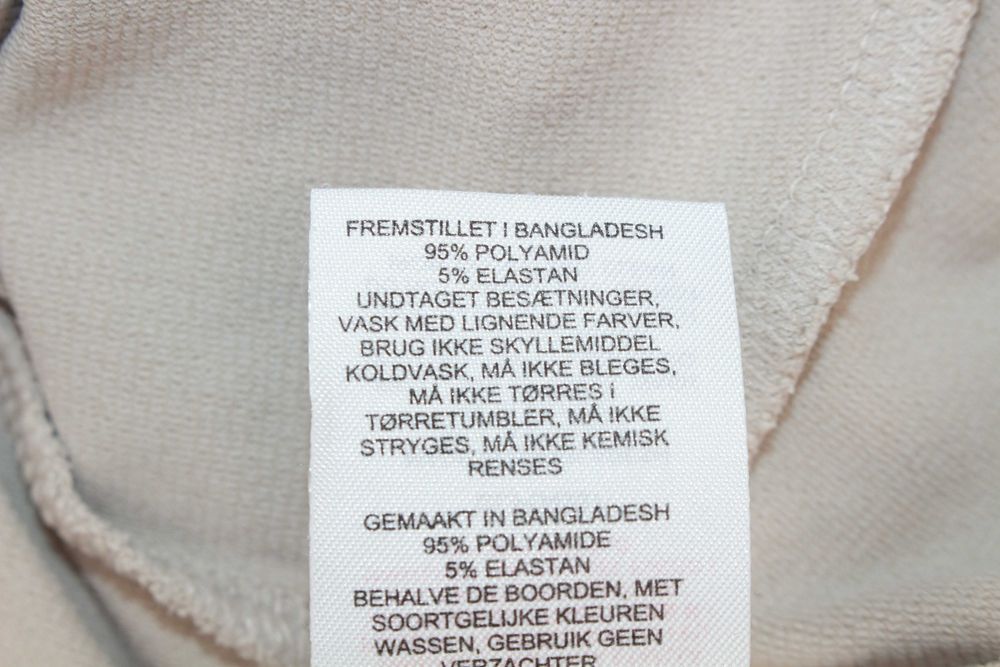 FREMSTILLET I BANGLADESH
95% POLYAMID
5% ELASTAN
UNDTAGET BESÆTNINGER,
VASK MED LIGNENDE FARVER,
BRUG IKKE SKYLLEMIDDEL
KOLDVASK, MÅ IKKE BLEGES,
MÅ IKKE TØRRES I
TØRRETUMBLER, MÅ IKKE
STRYGES, MÅ IKKE KEMISK
RENSES
GEMAAKT IN BANGLADESH
95% POLYAMIDE
5% ELASTAN
BEHALVE DE BOORDEN, MET
SOORTGELIJKE KLEUREN
WASSEN, GEBRUIK GEEN
VERZACHTER